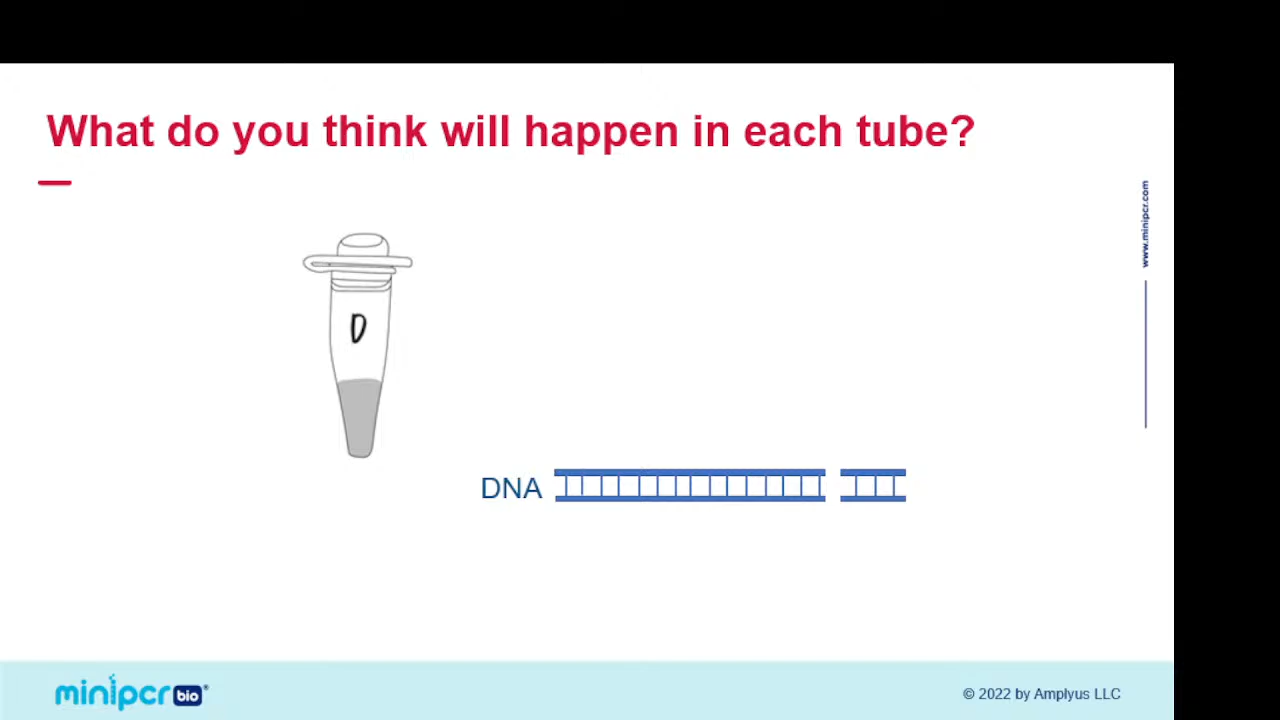 What do you think will happen in each tube?
www.minipcr.com
D
DNA
minipcr bio®
© 2022 by Amplyus LLC